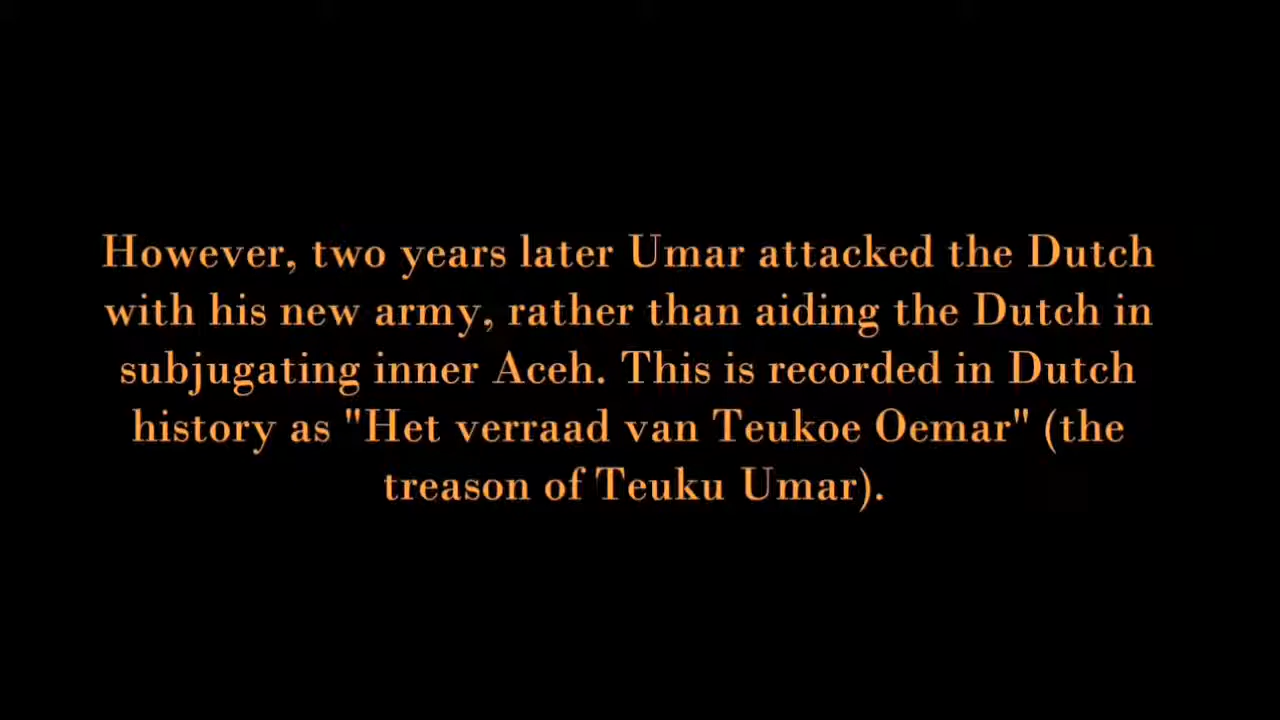 However, two years later Umar attacked the Dutch
with his new army, rather than aiding the Dutch in
subjugating inner Aceh. This is recorded in Dutch
history as "Het verraad van Teukoe Oemar" (the
treason of Teuku Umar).